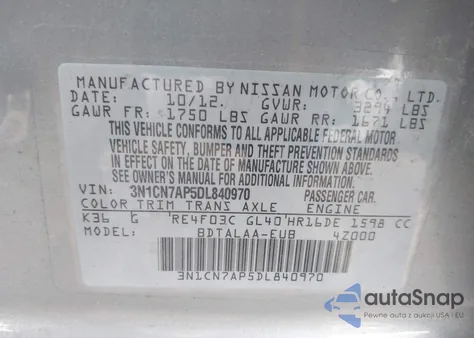 MANUFACTURED BY NISSAN MOTOR CO., LTD.
DATE: 10/12. GVWR: 3294 LBS
GAWR FR: 1750 LBS GAWR RR: 1671 LBS
THIS VEHICLE CONFORMS TO ALL APPLICABLE FEDERAL MOTOR
VEHICLE SAFETY, BUMPER, AND THEFT PREVENTION STANDARDS
IN EFFECT ON THE DATE OF MANUFACTURE SHOWN ABOVE.
SEE OWNER'S MANUAL FOR ADDITIONAL INFORMATION.
VIN: 3N1CN7AP5DL840970 PASSENGER CAR.
COLOR TRIM TRANS AXLE ENGINE
K36 G 'RE4F03C GL40'HR16DE 1598 CC
MODEL: BDTALAA-EUB 4Z000
3N1CN7AP5DL840970
autoSnap
Pewne auta z USA i EU